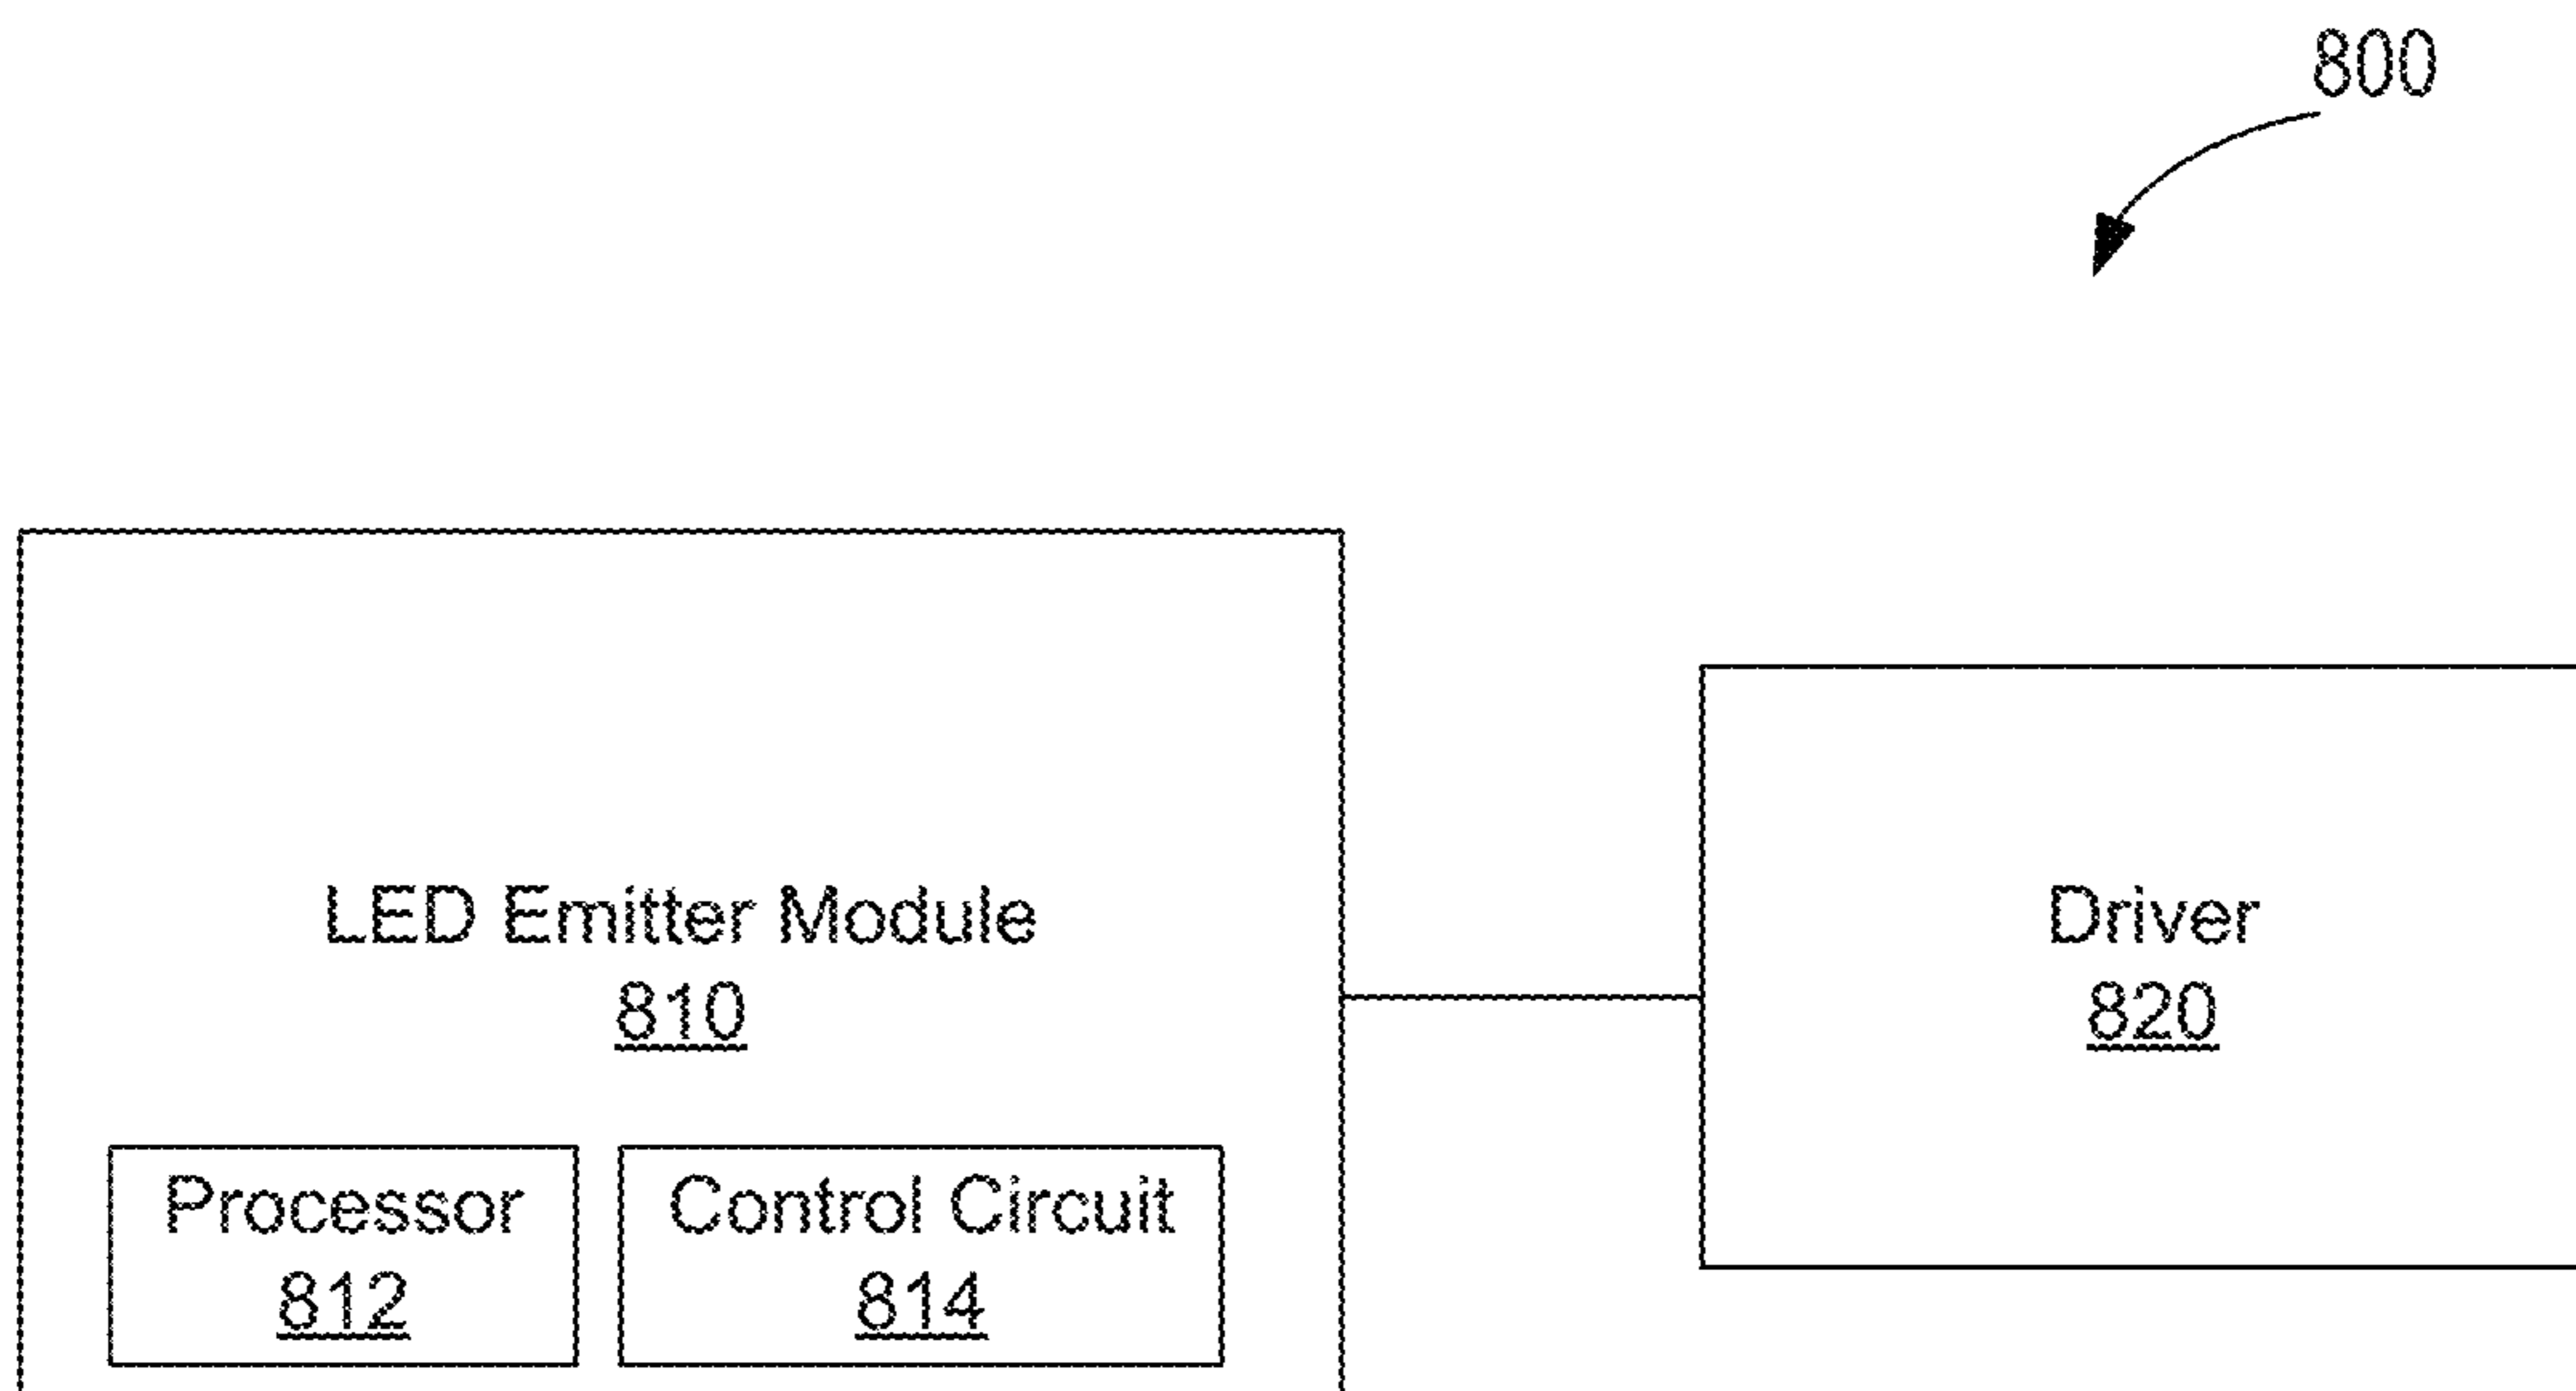 800
LED Emitter Module
810
Driver
820
Processor
812
Control Circuit
814